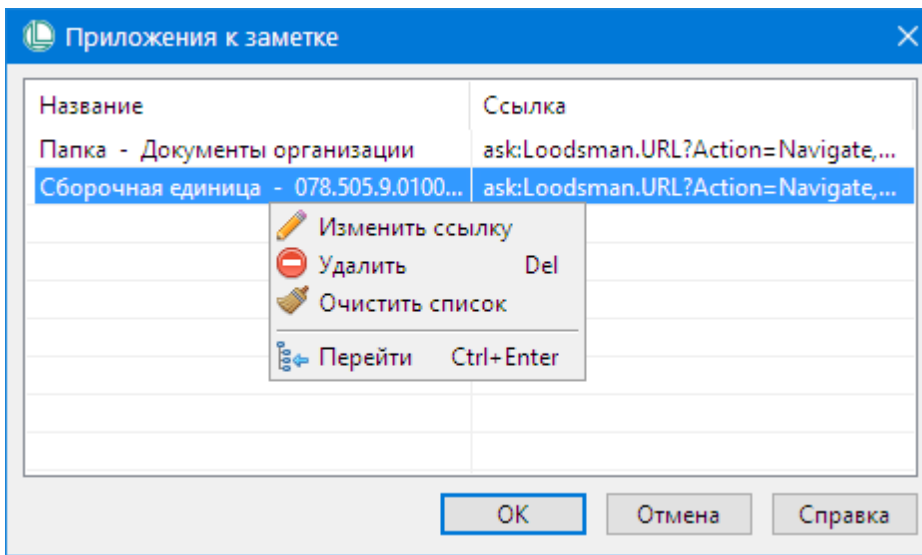 Приложения к заметке
Название Ссылка
Папка - Документы организации ask:Loodsman.URL?Action=Navigate,...
Сборочная единица - 078.505.9.0100... ask:Loodsman.URL?Action=Navigate,...
Изменить ссылку
Удалить Del
Очистить список
Перейти Ctrl+Enter
OK Отмена Справка